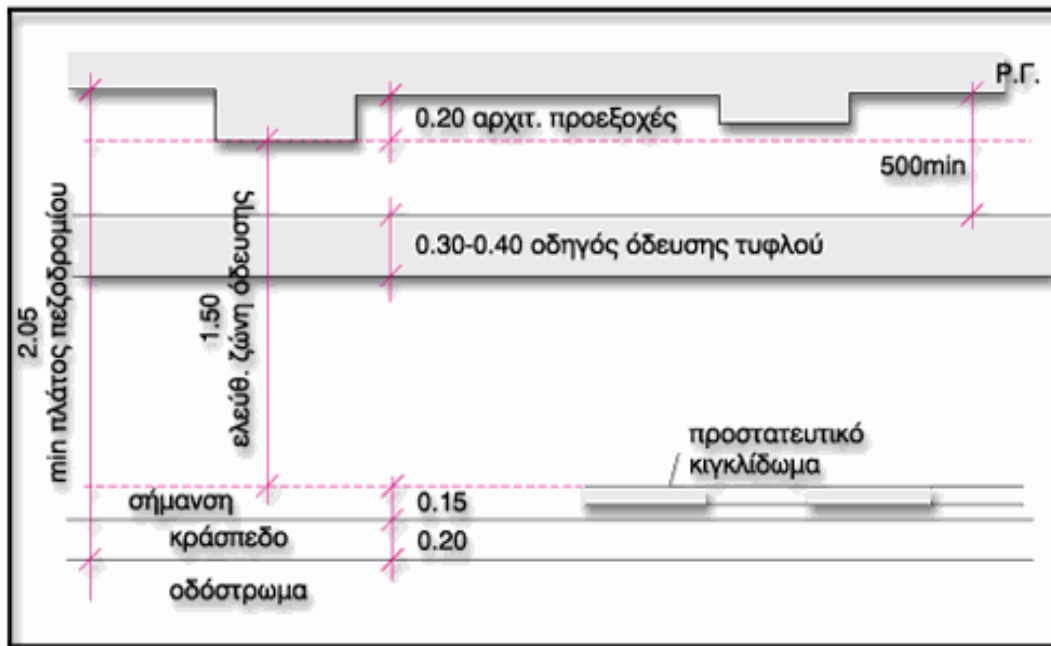 Ρ.Γ.
0.20 αρχιτ. προεξοχές
500min
0.30-0.40 οδηγός όδευσης τυφλού
2.05
min πλάτος πεζοδρομίου
1.50
ελεύθ. ζώνη όδευσης
προστατευτικό
κιγκλίδωμα
σήμανση
0.15
κράσπεδο
0.20
οδόστρωμα